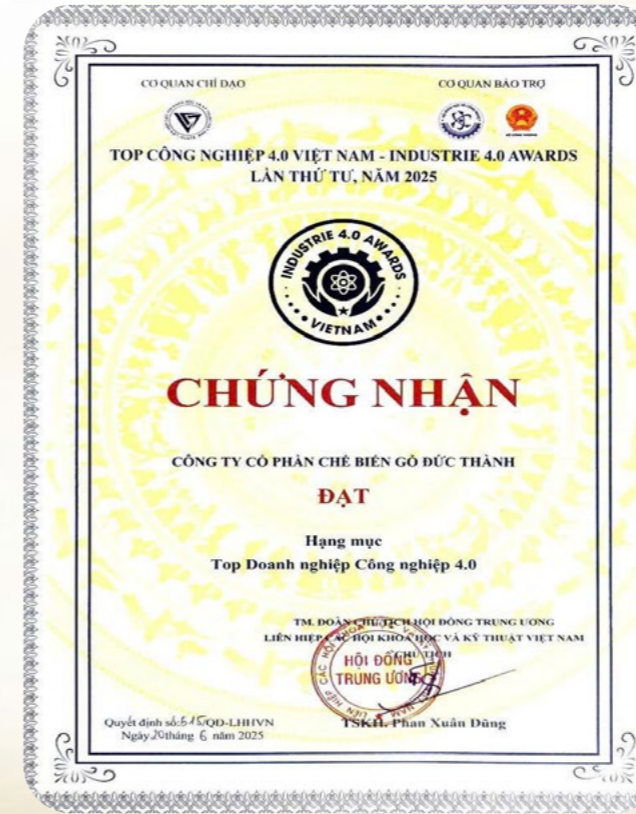 CƠ QUAN CHỈ ĐẠO
CƠ QUAN BẢO TRỢ
TOP CÔNG NGHIỆP 4.0 VIỆT NAM - INDUSTRIE 4.0 AWARDS
LẦN THỨ TƯ, NĂM 2025
INDUSTRIE 4.0 AWARDS
VIETNAM
CHỨNG NHẬN
CÔNG TY CỔ PHẦN CHẾ BIẾN GỖ ĐỨC THÀNH
ĐẠT
Hạng mục
Top Doanh nghiệp Công nghiệp 4.0
TM. ĐOÀN CHỦ TỊCH HỘI ĐỒNG TRUNG ƯƠNG
LIÊN HIỆP CÁC HỘI KHOA HỌC VÀ KỸ THUẬT VIỆT NAM
CHỦ TỊCH
HỘI ĐỒNG
TRUNG ƯƠNG
Quyết định số: 515/QĐ-LHHVN
Ngày 20 tháng 6 năm 2025
TSKH. Phan Xuân Dũng